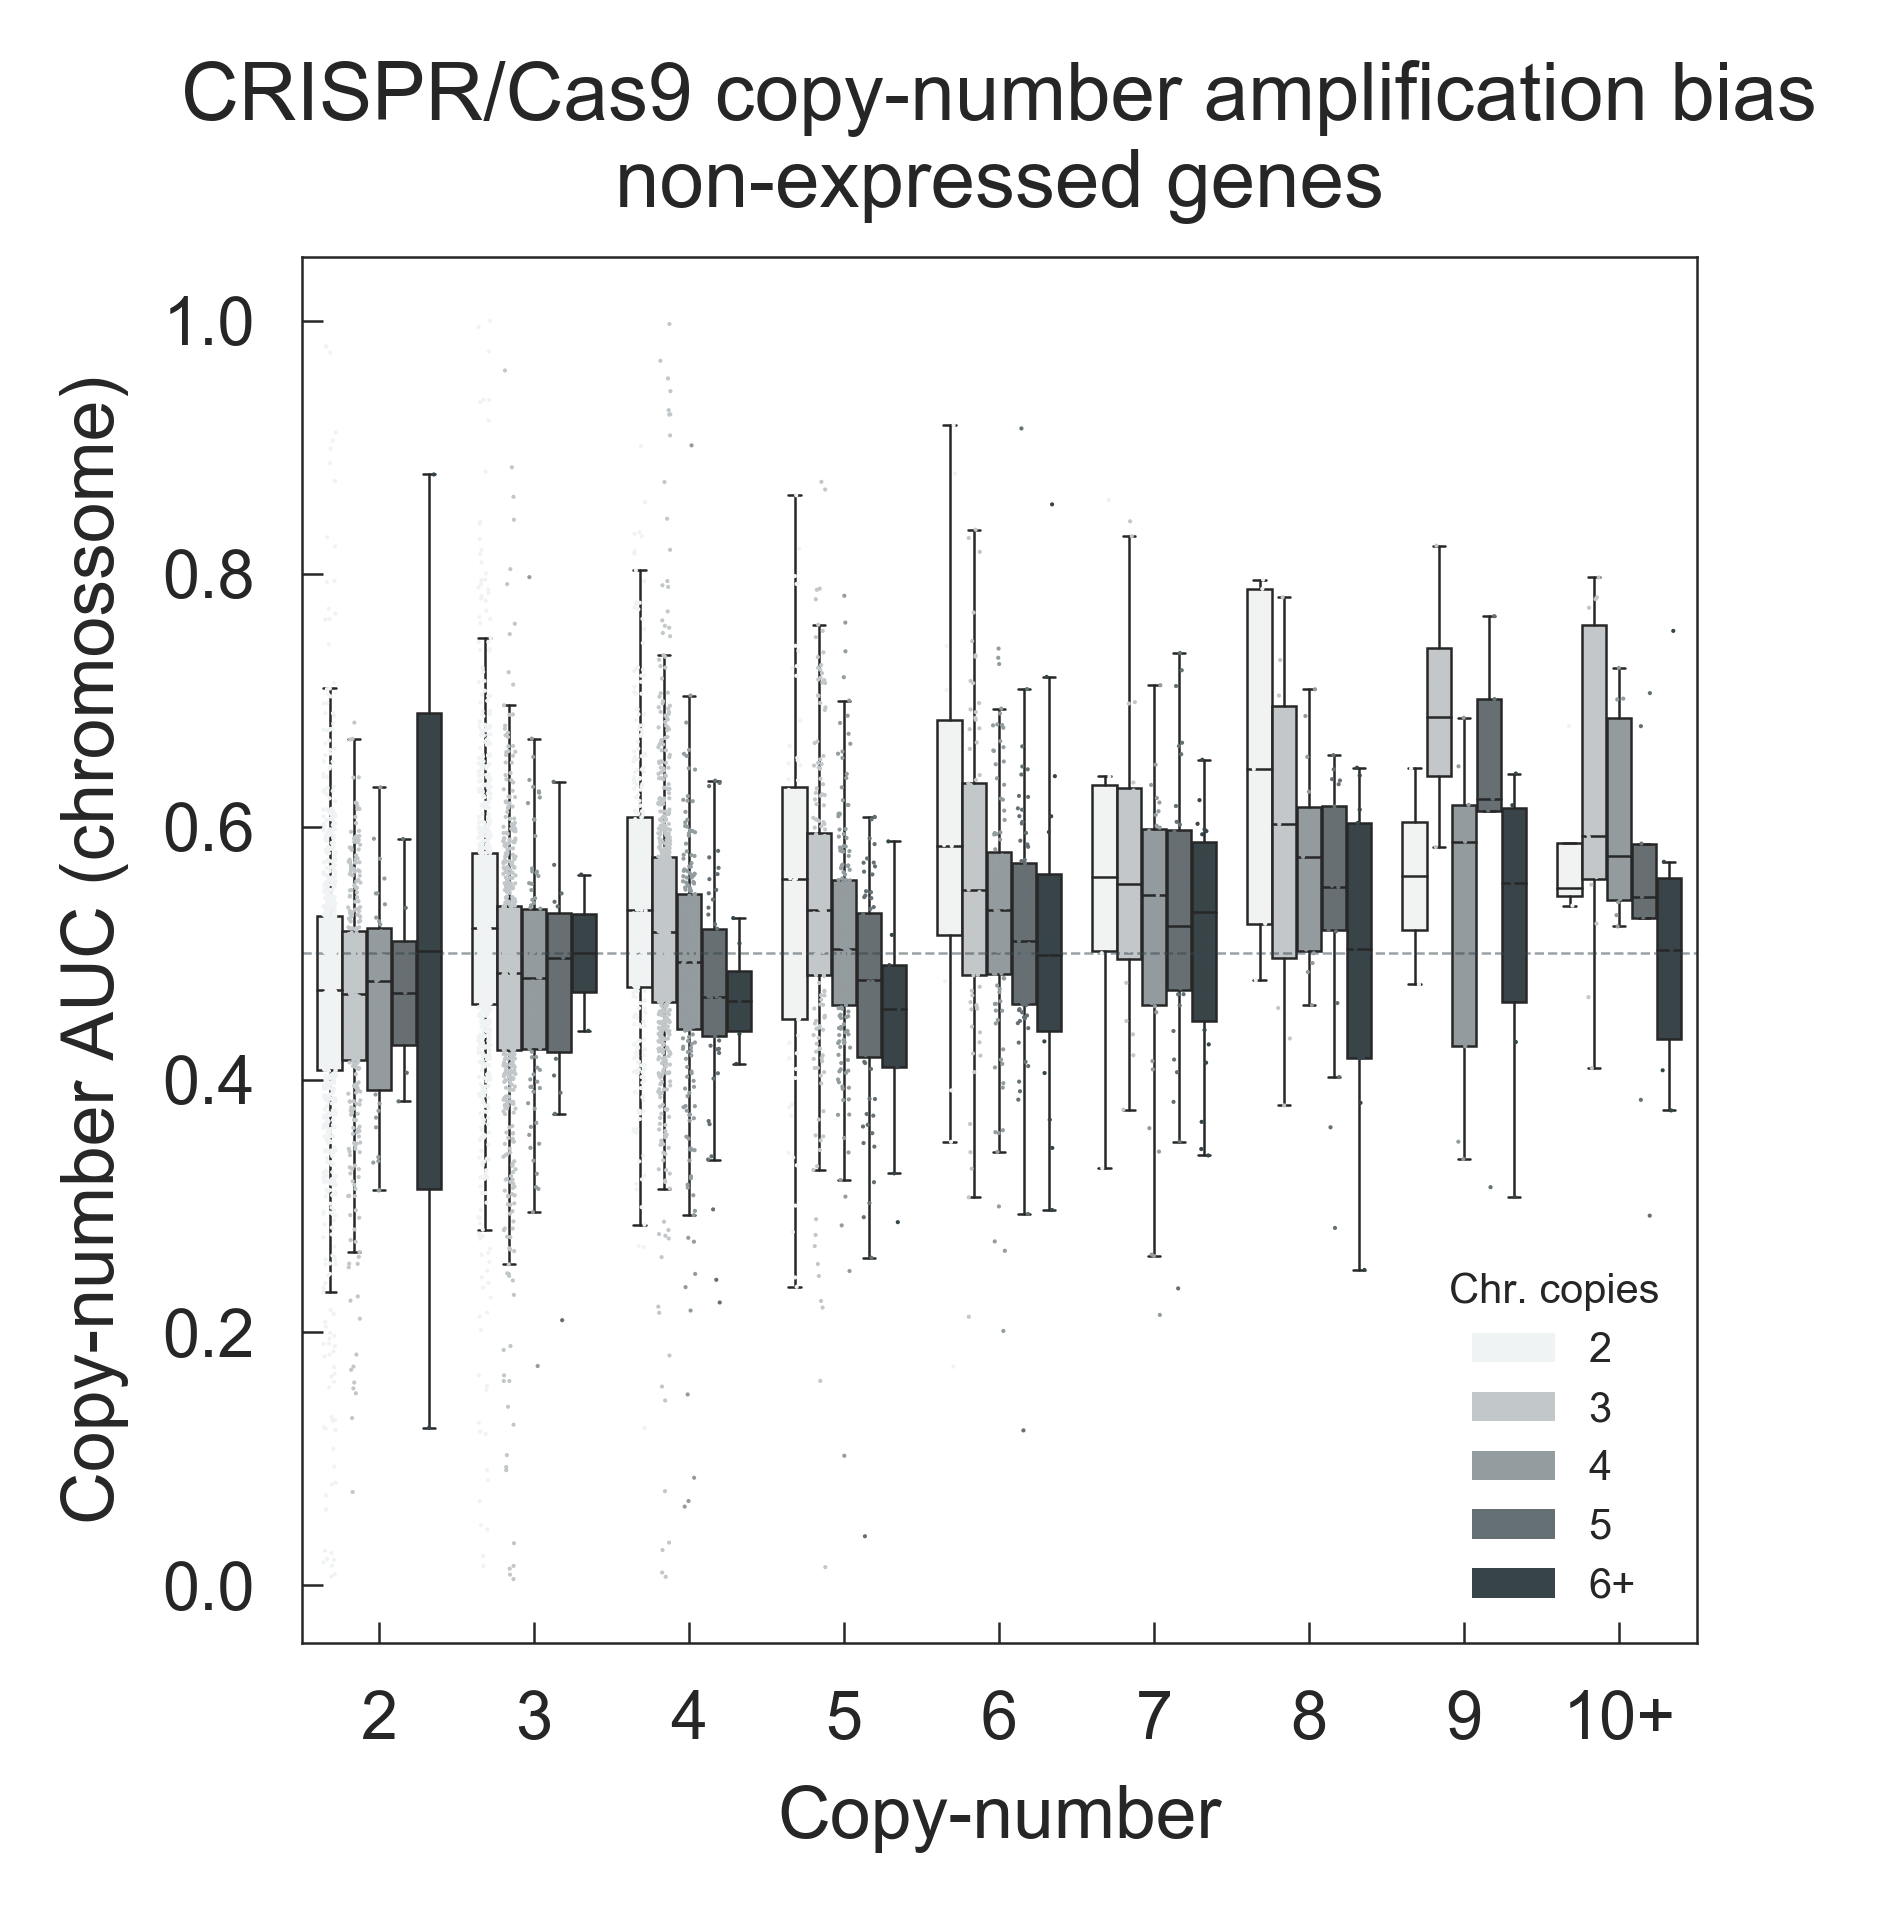 CRISPR/Cas9 copy-number amplification bias
non-expressed genes
Copy-number AUC (chromossome)
1.0
0.8
0.6
0.4
0.2
0.0
Chr. copies
2
3
4
5
6+
2 3 4 5 6 7 8 9 10+
Copy-number